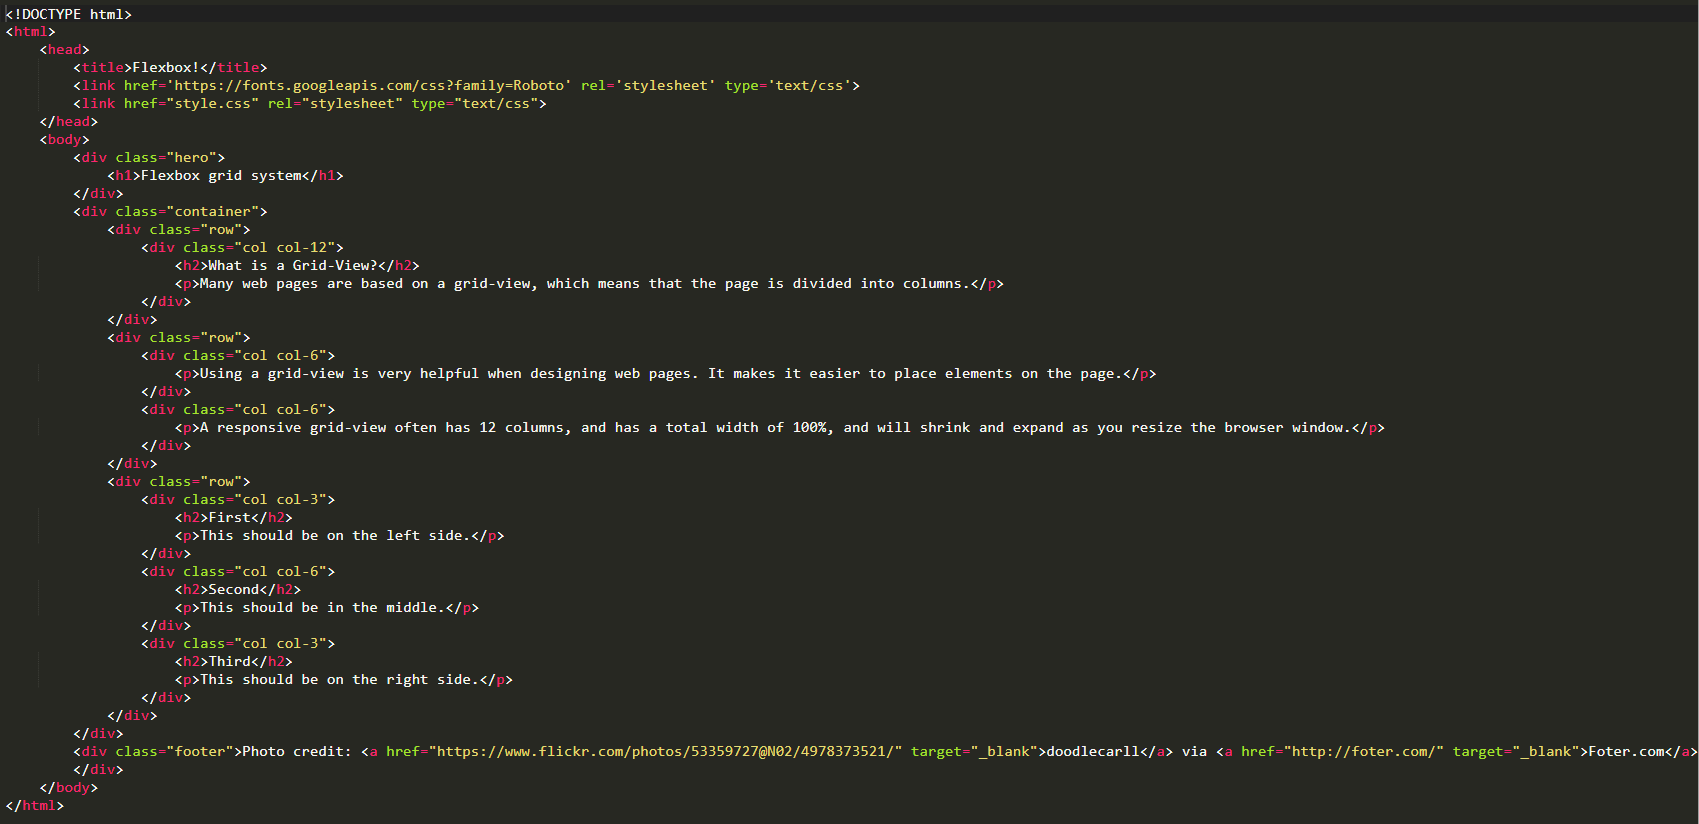 <!DOCTYPE html>
<html>
    <head>
        <title>Flexbox!</title>
        <link href='https://fonts.googleapis.com/css?family=Roboto' rel='stylesheet' type='text/css'>
        <link href="style.css" rel="stylesheet" type="text/css">
    </head>
    <body>
        <div class="hero">
            <h1>Flexbox grid system</h1>
        </div>
        <div class="container">
            <div class="row">
                <div class="col col-12">
                    <h2>What is a Grid-View?</h2>
                    <p>Many web pages are based on a grid-view, which means that the page is divided into columns.</p>
                </div>
            </div>
            <div class="row">
                <div class="col col-6">
                    <p>Using a grid-view is very helpful when designing web pages. It makes it easier to place elements on the page.</p>
                </div>
                <div class="col col-6">
                    <p>A responsive grid-view often has 12 columns, and has a total width of 100%, and will shrink and expand as you resize the browser window.</p>
                </div>
            </div>
            <div class="row">
                <div class="col col-3">
                    <h2>First</h2>
                    <p>This should be on the left side.</p>
                </div>
                <div class="col col-6">
                    <h2>Second</h2>
                    <p>This should be in the middle.</p>
                </div>
                <div class="col col-3">
                    <h2>Third</h2>
                    <p>This should be on the right side.</p>
                </div>
            </div>
        </div>
        <div class="footer">Photo credit: <a href="https://www.flickr.com/photos/53359727@N02/4978373521/" target="_blank">doodlecarll</a> via <a href="http://foter.com/" target="_blank">Foter.com</a>
        </div>
    </body>
</html>